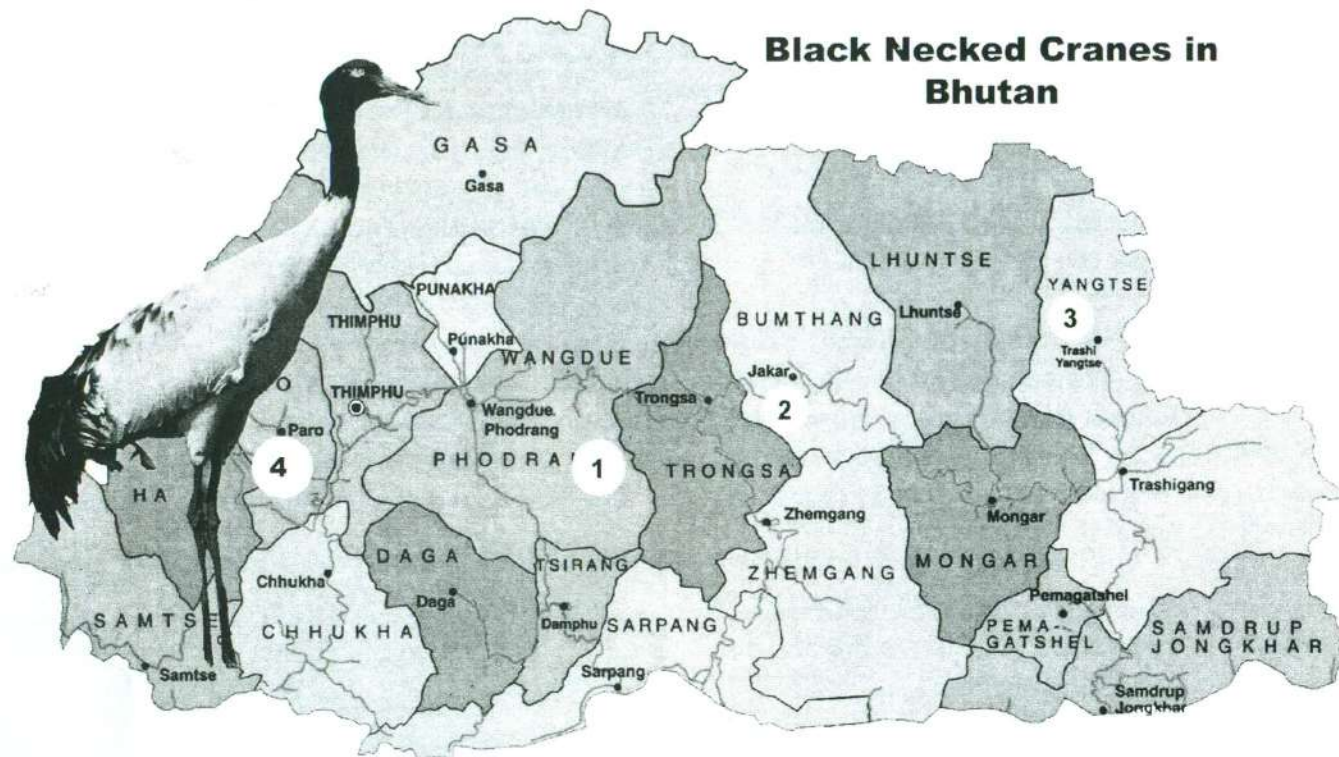 Black Necked Cranes in
Bhutan
GASA
Gasa
PUNAKHA
Punakha
THIMPHU
THIMPHU
O
Paro
4
HA
WANGDUE
Wangdue
Phodrang
PHODRAN
1
Trongsa
TRONGSA
BUMTHANG
Jakar
2
LHUNTSE
Lhuntse
YANGTSE
3
Trashi
Yangtse
Trashigang
Mongar
MONGAR
Zhemgang
ZHEMGANG
DAGA
Daga
TSIRANG
Damphu
SARPANG
Sarpang
Chhukha
CHHUKHA
SAMTSE
Samtse
Pemagatshel
PEMA-
GATSHEL
SAMDRUP
JONGKHAR
Samdrup
Jongkhar